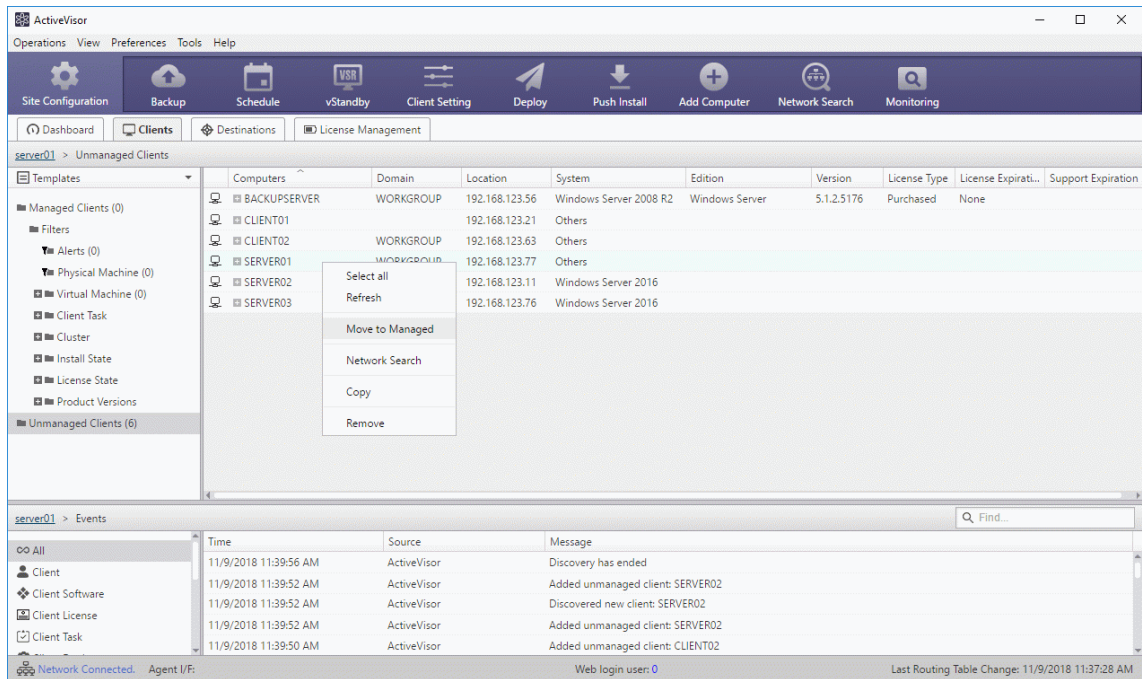 ActiveVisor
Operations View Preferences Tools Help
VSR
Site Configuration Backup Schedule vStandby Client Setting Deploy Push Install Add Computer Network Search Monitoring
Dashboard Clients Destinations License Management
server01 > Unmanaged Clients
Templates
Managed Clients (0)
Filters
Alerts (0)
Physical Machine (0)
Virtual Machine (0)
Client Task
Cluster
Install State
License State
Product Versions
Unmanaged Clients (6)
Computers Domain Location System Edition Version License Type License Expirati... Support Expiration
BACKUPSERVER WORKGROUP 192.168.123.56 Windows Server 2008 R2 Windows Server 5.1.2.5176 Purchased None
CLIENT01 192.168.123.21 Others
CLIENT02 WORKGROUP 192.168.123.63 Others
SERVER01 WORKGROUP 192.168.123.77 Others
SERVER02 192.168.123.11 Windows Server 2016
SERVER03 192.168.123.76 Windows Server 2016
Select all
Refresh
Move to Managed
Network Search
Copy
Remove
server01 > Events
Find...
All
Client
Client Software
Client License
Client Task
Time Source Message
11/9/2018 11:39:56 AM ActiveVisor Discovery has ended
11/9/2018 11:39:52 AM ActiveVisor Added unmanaged client: SERVER02
11/9/2018 11:39:52 AM ActiveVisor Discovered new client: SERVER02
11/9/2018 11:39:52 AM ActiveVisor Added unmanaged client: SERVER02
11/9/2018 11:39:50 AM ActiveVisor Added unmanaged client: CLIENT02
Network Connected. Agent I/F: Web login user: 0 Last Routing Table Change: 11/9/2018 11:37:28 AM